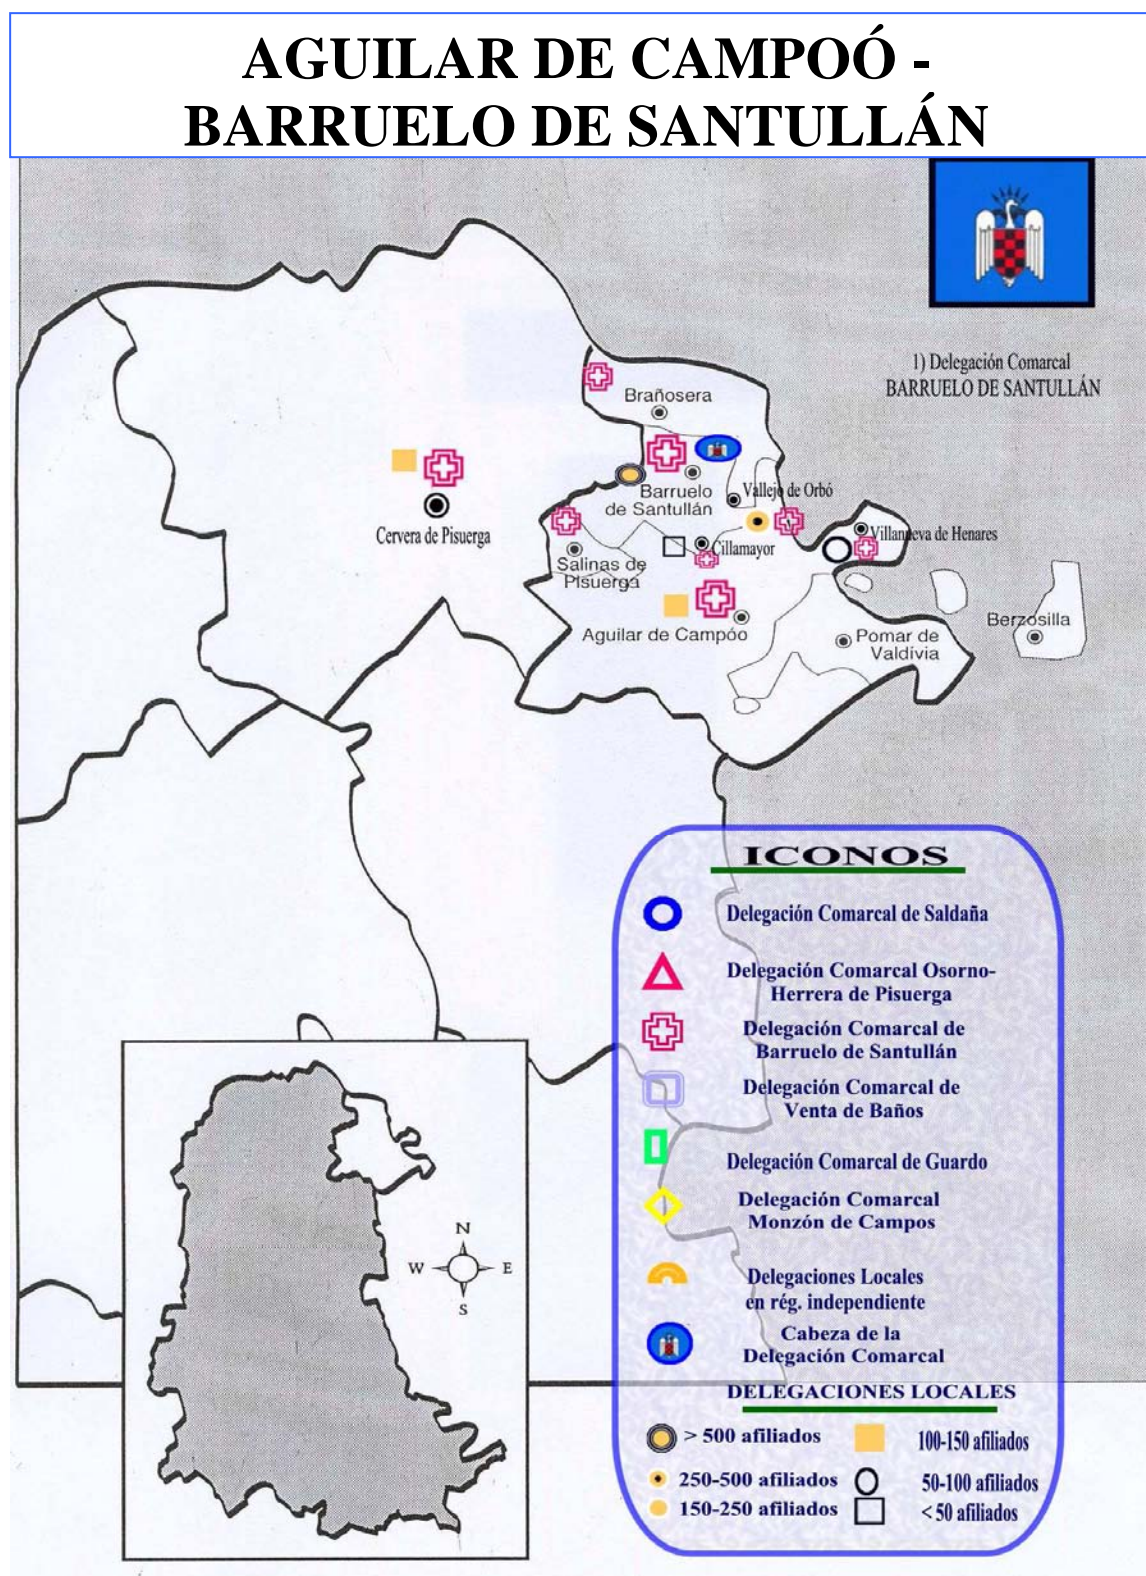 AGUILAR DE CAMPOÓ -
BARRUELO DE SANTULLÁN
1) Delegación Comarcal
BARRUELO DE SANTULLÁN
Brañosera
Barruelo
de Santullán
Vallejo de Orbó
Cervera de Pisuerga
Villanueva de Henares
Cillamayor
Salinas de
Pisuerga
Berzosilla
Aguilar de Campóo
Pomar de
Valdívia
ICONOS
Delegación Comarcal de Saldaña
Delegación Comarcal Osorno-
Herrera de Pisuerga
Delegación Comarcal de
Barruelo de Santullán
Delegación Comarcal de
Venta de Baños
Delegación Comarcal de Guardo
Delegación Comarcal
Monzón de Campos
Delegaciones Locales
en rég. independiente
Cabeza de la
Delegación Comarcal
DELEGACIONES LOCALES
> 500 afiliados
100-150 afiliados
250-500 afiliados
50-100 afiliados
150-250 afiliados
< 50 afiliados
N
W E
S